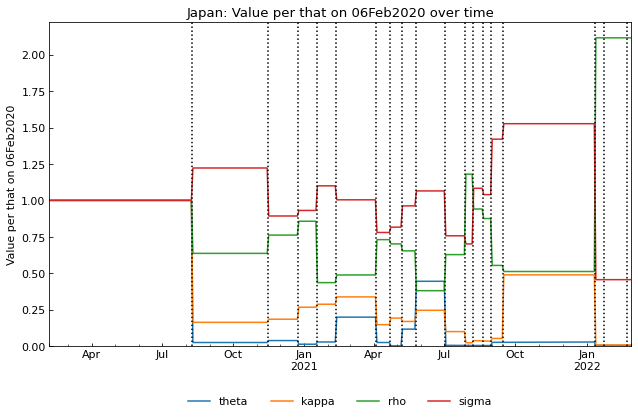 Japan: Value per that on 06Feb2020 over time
Value per that on 06Feb2020
2.00
1.75
1.50
1.25
1.00
0.75
0.50
0.25
0.00
Apr Jul Oct Jan Apr Jul Oct Jan
2021 2022
theta kappa rho sigma